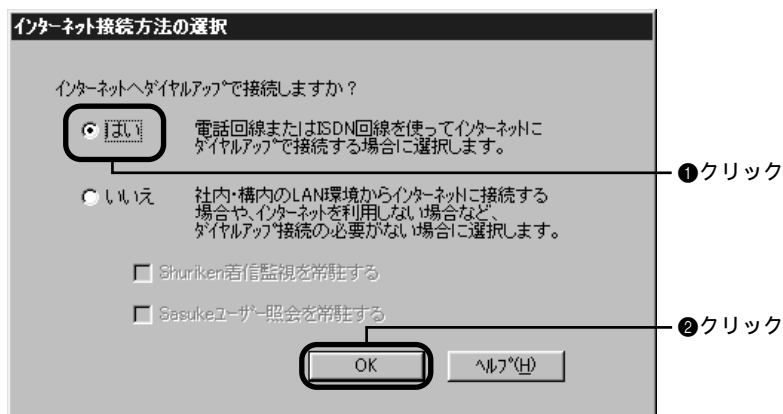 インターネット接続方法の選択
インターネットへダイヤルアップで接続しますか？
はい
電話回線またはISDN回線を使ってインターネットに
ダイヤルアップで接続する場合に選択します。
❶クリック
いいえ
社内・構内のLAN環境からインターネットに接続する
場合や、インターネットを利用しない場合など、
ダイヤルアップ接続の必要がない場合に選択します。
Shuriken着信監視を常駐する
Sasukeユーザー照会を常駐する
❷クリック
OK
ヘルプ(H)